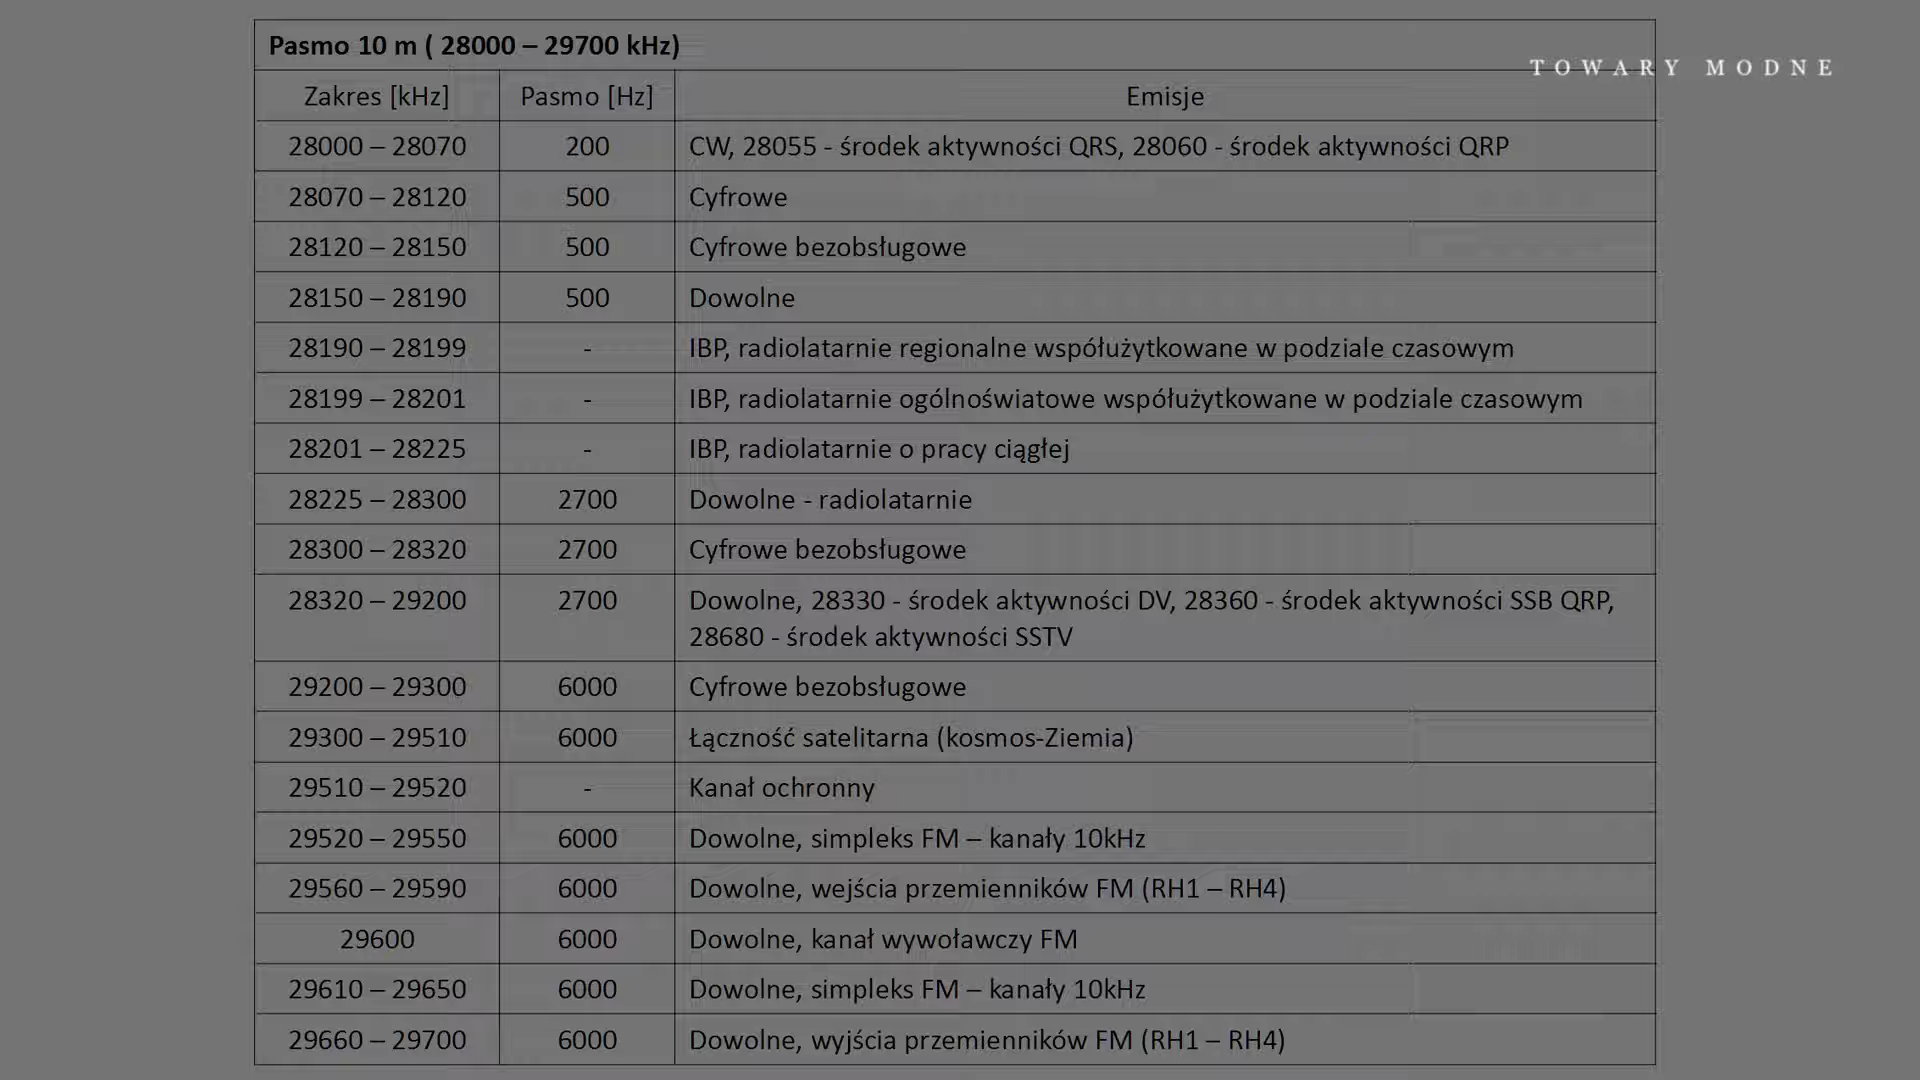 Pasmo 10 m ( 28000 – 29700 kHz)
TOWARY MODNE
Zakres [kHz] Pasmo [Hz] Emisje
28000 – 28070 200 CW, 28055 - środek aktywności QRS, 28060 - środek aktywności QRP
28070 – 28120 500 Cyfrowe
28120 – 28150 500 Cyfrowe bezobsługowe
28150 – 28190 500 Dowolne
28190 – 28199 - IBP, radiolatarnie regionalne współużytkowane w podziale czasowym
28199 – 28201 - IBP, radiolatarnie ogólnoświatowe współużytkowane w podziale czasowym
28201 – 28225 - IBP, radiolatarnie o pracy ciągłej
28225 – 28300 2700 Dowolne - radiolatarnie
28300 – 28320 2700 Cyfrowe bezobsługowe
28320 – 29200 2700 Dowolne, 28330 - środek aktywności DV, 28360 - środek aktywności SSB QRP,
28680 - środek aktywności SSTV
29200 – 29300 6000 Cyfrowe bezobsługowe
29300 – 29510 6000 Łączność satelitarna (kosmos-Ziemia)
29510 – 29520 - Kanał ochronny
29520 – 29550 6000 Dowolne, simpleks FM – kanały 10kHz
29560 – 29590 6000 Dowolne, wejścia przemienników FM (RH1 – RH4)
29600 6000 Dowolne, kanał wywoławczy FM
29610 – 29650 6000 Dowolne, simpleks FM – kanały 10kHz
29660 – 29700 6000 Dowolne, wyjścia przemienników FM (RH1 – RH4)